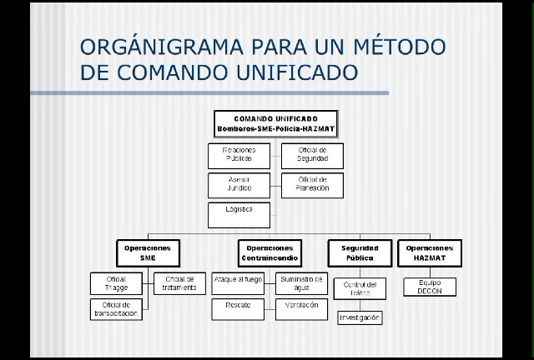 ORGÁNIGRAMA PARA UN MÉTODO
DE COMANDO UNIFICADO
COMANDO UNIFICADO
Bomberos-SME-Policía-HAZMAT
Relaciones
Públicas
Oficial de
Seguridad
Asesor
Jurídico
Oficial de
Planeación
Logística
Operaciones
SME
Operaciones
Contraincendio
Seguridad
Pública
Operaciones
HAZMAT
Oficial
Triagge
Oficial de
tratamiento
Oficial de
transportación
Ataque al fuego
Suministro de
agua
Rescate
Ventilación
Control del
Tráfico
Investigación
Equipo
DECON